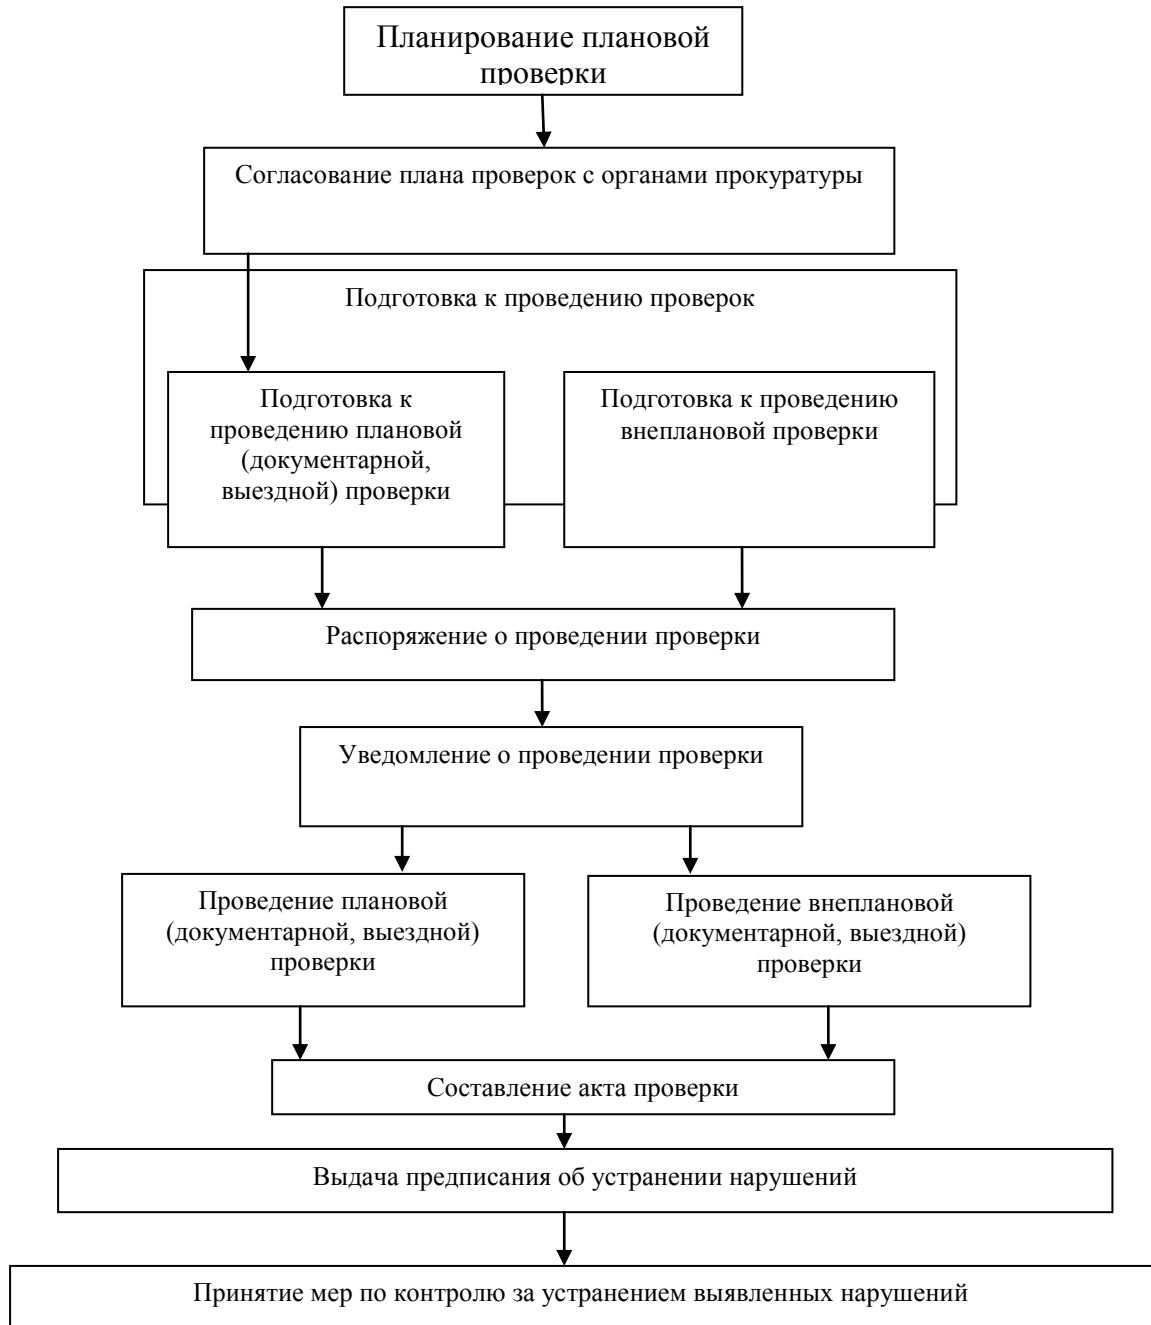 Планирование плановой
проверки
Согласование плана проверок с органами прокуратуры
Подготовка к проведению проверок
Подготовка к
проведению плановой
(документарной,
выездной) проверки
Подготовка к проведению
внеплановой проверки
Распоряжение о проведении проверки
Уведомление о проведении проверки
Проведение плановой
(документарной, выездной)
проверки
Проведение внеплановой
(документарной, выездной)
проверки
Составление акта проверки
Выдача предписания об устранении нарушений
Принятие мер по контролю за устранением выявленных нарушений